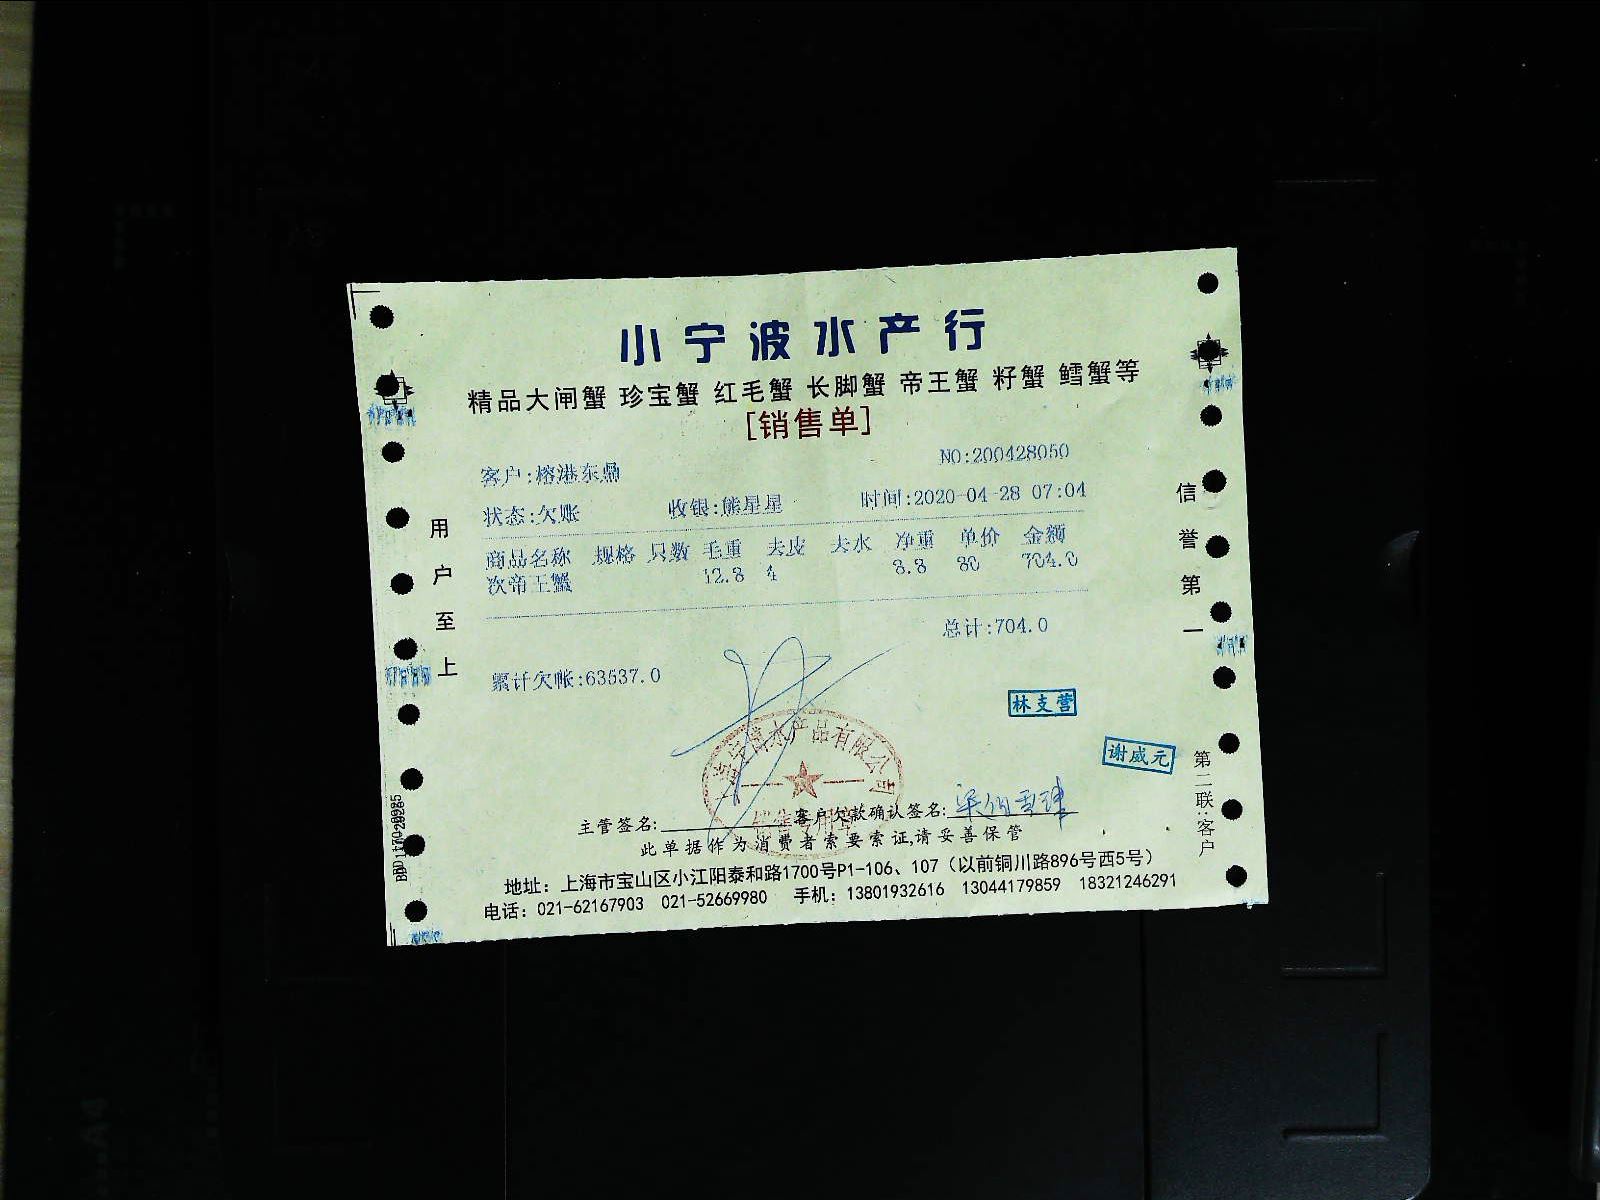 小宁波水产行
精品大闸蟹 珍宝蟹 红毛蟹 长脚蟹 帝王蟹 籽蟹 鳕蟹等
[销售单]
NO:200428050
客户:榕港东鼎
状态:欠账 收银:熊星星 时间:2020-04-28 07:04
商品名称 规格 只数 毛重 去皮 去水 净重 单价 金额
次帝王蟹 12.8 4 8.8 80 704.0
总计:704.0
累计欠帐:63537.0
用户至上
信誉第一
林支营
谢威元
水产品有限公司
主管签名: 客户欠款确认签名:
此单据作为消费者索要索证,请妥善保管
地址：上海市宝山区小江阳泰和路1700号P1-106、107（以前铜川路896号西5号）
电话：021-62167903 021-52669980 手机：13801932616 13044179859 18321246291
第二联:客户